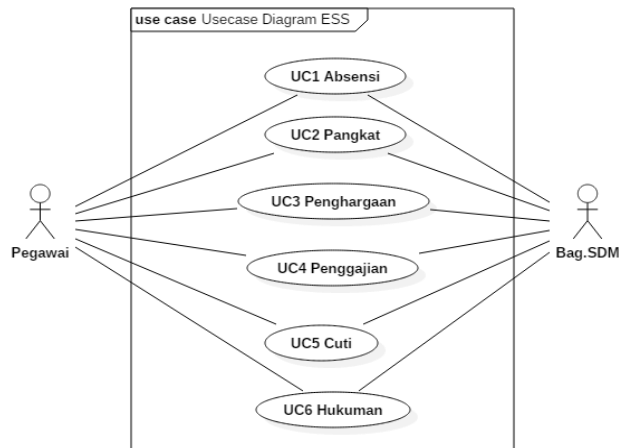 use case Usecase Diagram ESS
UC1 Absensi
UC2 Pangkat
UC3 Penghargaan
Pegawai
Bag.SDM
UC4 Penggajian
UC5 Cuti
UC6 Hukuman